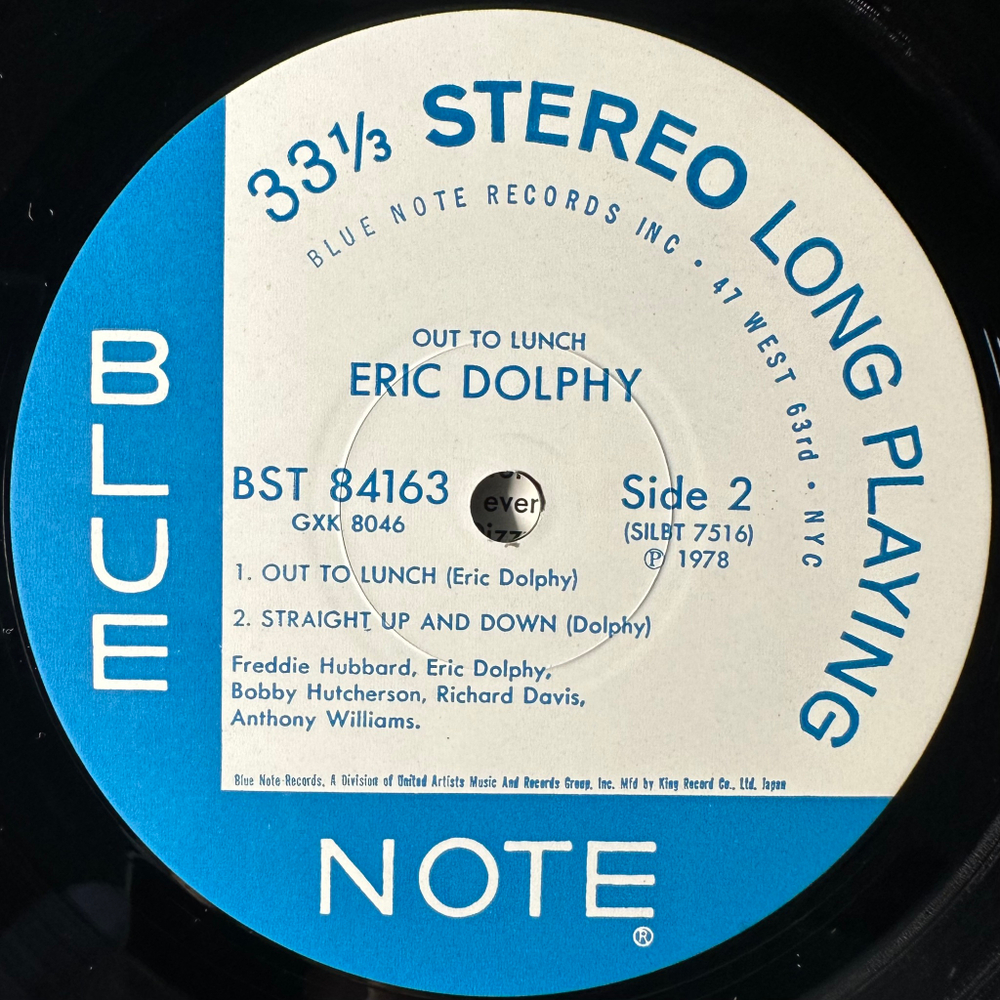 33⅓ STEREO LONG PLAYING
BLUE NOTE RECORDS INC • 47 WEST 63rd • NYC
OUT TO LUNCH
ERIC DOLPHY
BST 84163
GXK 8046
Side 2
(SILBT 7516)
℗ 1978
ever
1. OUT TO LUNCH (Eric Dolphy)
2. STRAIGHT UP AND DOWN (Dolphy)
Freddie Hubbard, Eric Dolphy,
Bobby Hutcherson, Richard Davis,
Anthony Williams.
Blue Note Records, A Division of United Artists Music And Records Group, Inc. Mfd by King Record Co., Ltd. Japan
BLUE
NOTE®